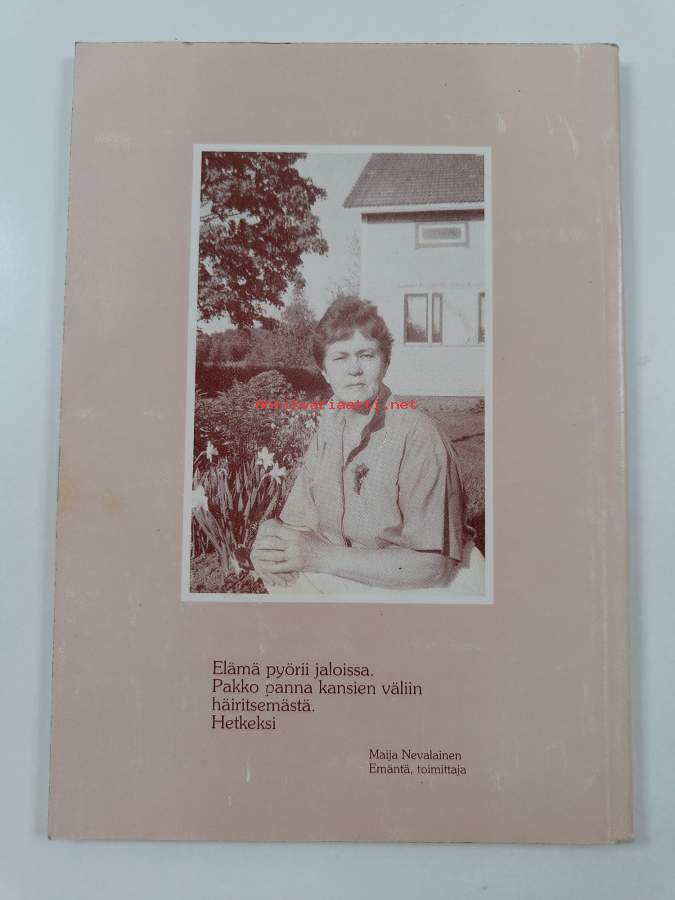 Antikvariaatti.net
Elämä pyörii jaloissa.
Pakko panna kansien väliin
häiritsemästä.
Hetkeksi
Maija Nevalainen
Emäntä, toimittaja